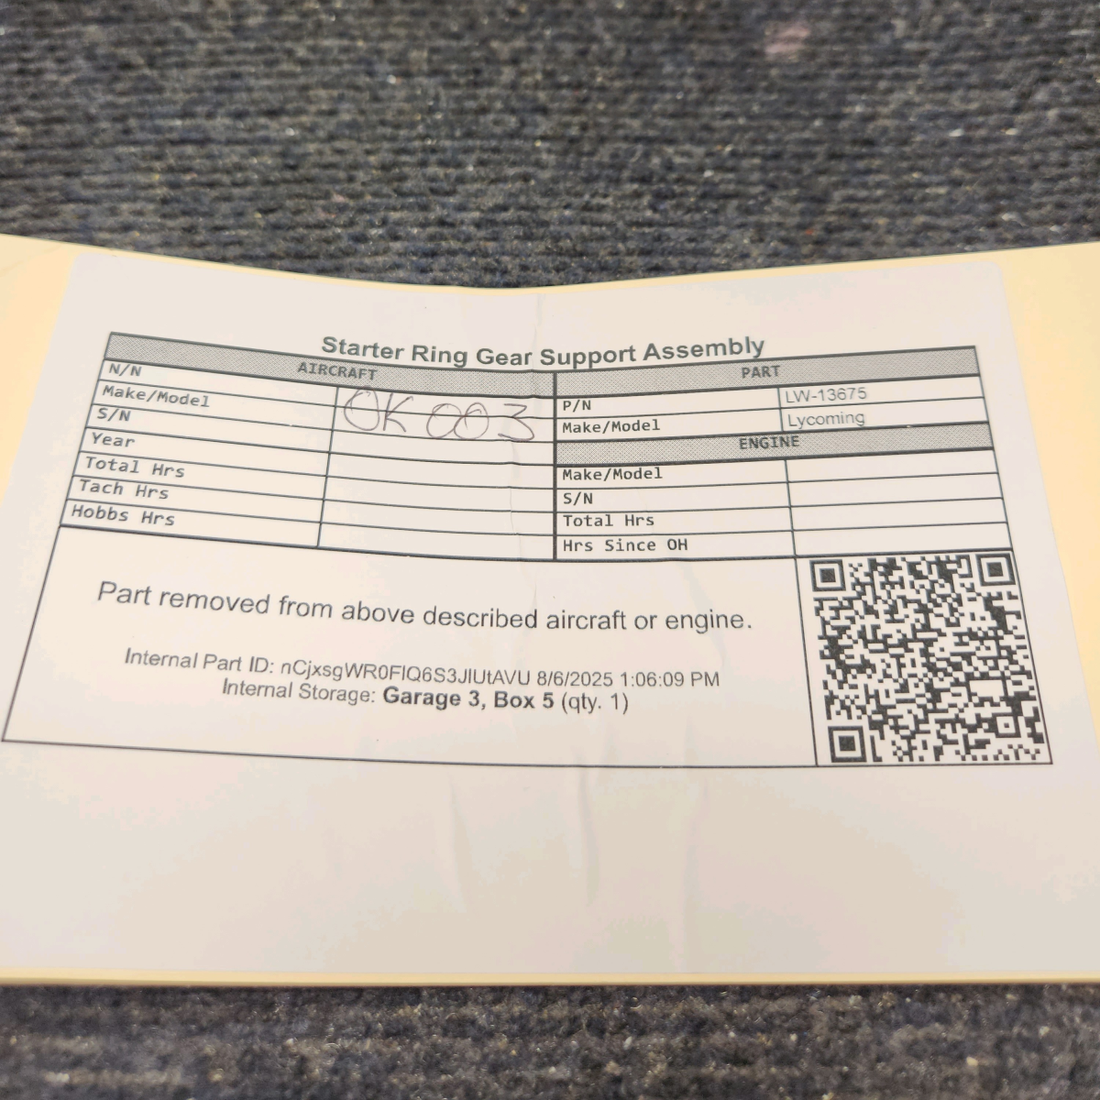 Starter Ring Gear Support Assembly
AIRCRAFT
N/N
Make/Model
OK 003
S/N
Year
Total Hrs
Tach Hrs
Hobbs Hrs
PART
P/N LW-13675
Make/Model Lycoming
ENGINE
Make/Model
S/N
Total Hrs
Hrs Since OH
Part removed from above described aircraft or engine.
Internal Part ID: nCjxsgWR0FlQ6S3JlUtAVU 8/6/2025 1:06:09 PM
Internal Storage: Garage 3, Box 5 (qty. 1)